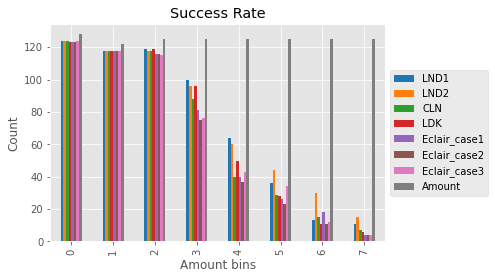 Success Rate
120
100
80
60
40
20
0
Count
0 1 2 3 4 5 6 7
Amount bins
LND1
LND2
CLN
LDK
Eclair_case1
Eclair_case2
Eclair_case3
Amount